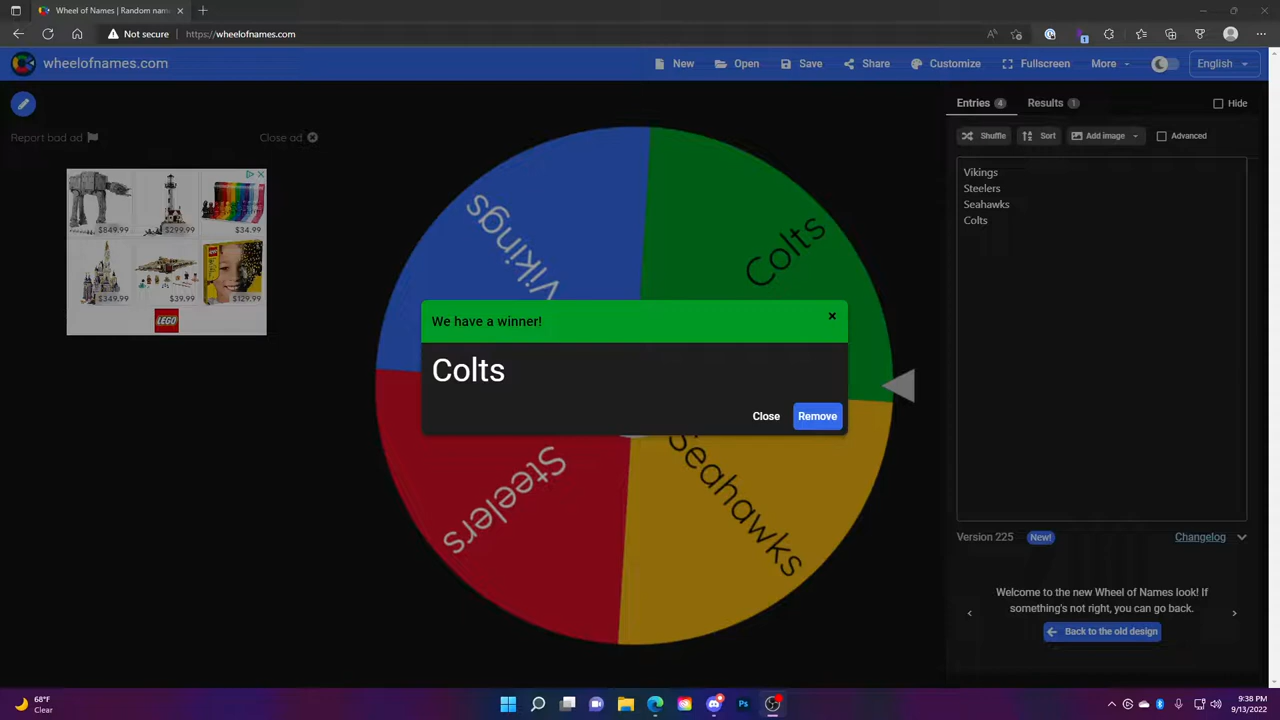 Wheel of Names | Random nam
Not secure
https://wheelofnames.com
1
wheelofnames.com
New
Open
Save
Share
Customize
Fullscreen
More
English
Report bad ad
Close ad
$849.99
$299.99
$34.99
$349.99
$39.99
$129.99
LEGO
Vikings
Colts
Steelers
Seahawks
We have a winner!
×
Colts
Close
Remove
Entries 4
Results 1
Hide
Shuffle
Sort
Add image
Advanced
Vikings
Steelers
Seahawks
Colts
Version 225
New!
Changelog
Welcome to the new Wheel of Names look! If
something's not right, you can go back.
Back to the old design
68°F
Clear
Ps
9:38 PM
9/13/2022